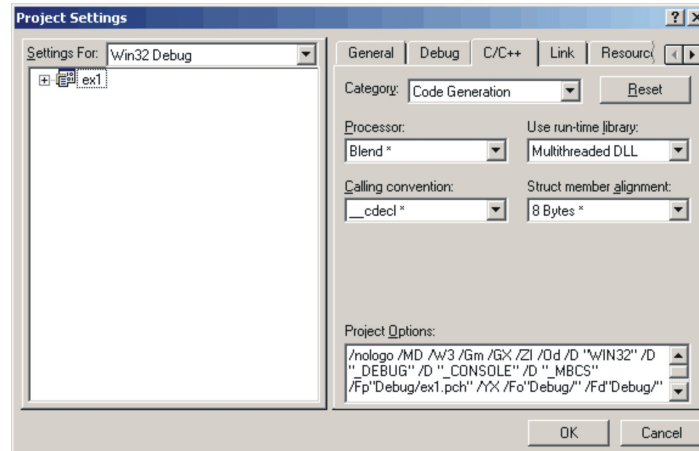 Project Settings
Settings For: Win32 Debug
ex1
General Debug C/C++ Link Resourc
Category: Code Generation Reset
Processor: Use run-time library:
Blend * Multithreaded DLL
Calling convention: Struct member alignment:
__cdecl * 8 Bytes *
Project Options:
/nologo /MD /W3 /Gm /GX /ZI /Od /D "WIN32" /D
"_DEBUG" /D "_CONSOLE" /D "_MBCS"
/Fp"Debug/ex1.pch" /YX /Fo"Debug/" /Fd"Debug/"
OK Cancel